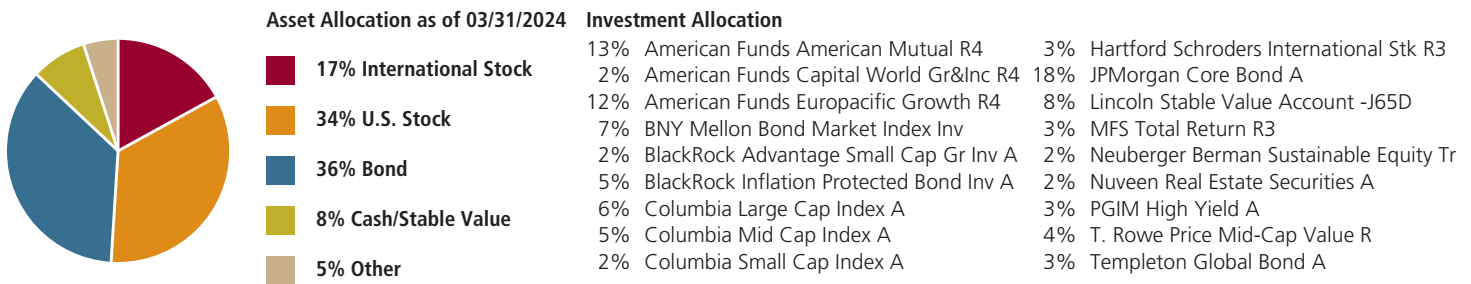 Asset Allocation as of 03/31/2024
17% International Stock
34% U.S. Stock
36% Bond
8% Cash/Stable Value
5% Other
Investment Allocation
13% American Funds American Mutual R4
2% American Funds Capital World Gr&Inc R4
12% American Funds Europacific Growth R4
7% BNY Mellon Bond Market Index Inv
2% BlackRock Advantage Small Cap Gr Inv A
5% BlackRock Inflation Protected Bond Inv A
6% Columbia Large Cap Index A
5% Columbia Mid Cap Index A
2% Columbia Small Cap Index A
3% Hartford Schroders International Stk R3
18% JPMorgan Core Bond A
8% Lincoln Stable Value Account -J65D
3% MFS Total Return R3
2% Neuberger Berman Sustainable Equity Tr
2% Nuveen Real Estate Securities A
3% PGIM High Yield A
4% T. Rowe Price Mid-Cap Value R
3% Templeton Global Bond A